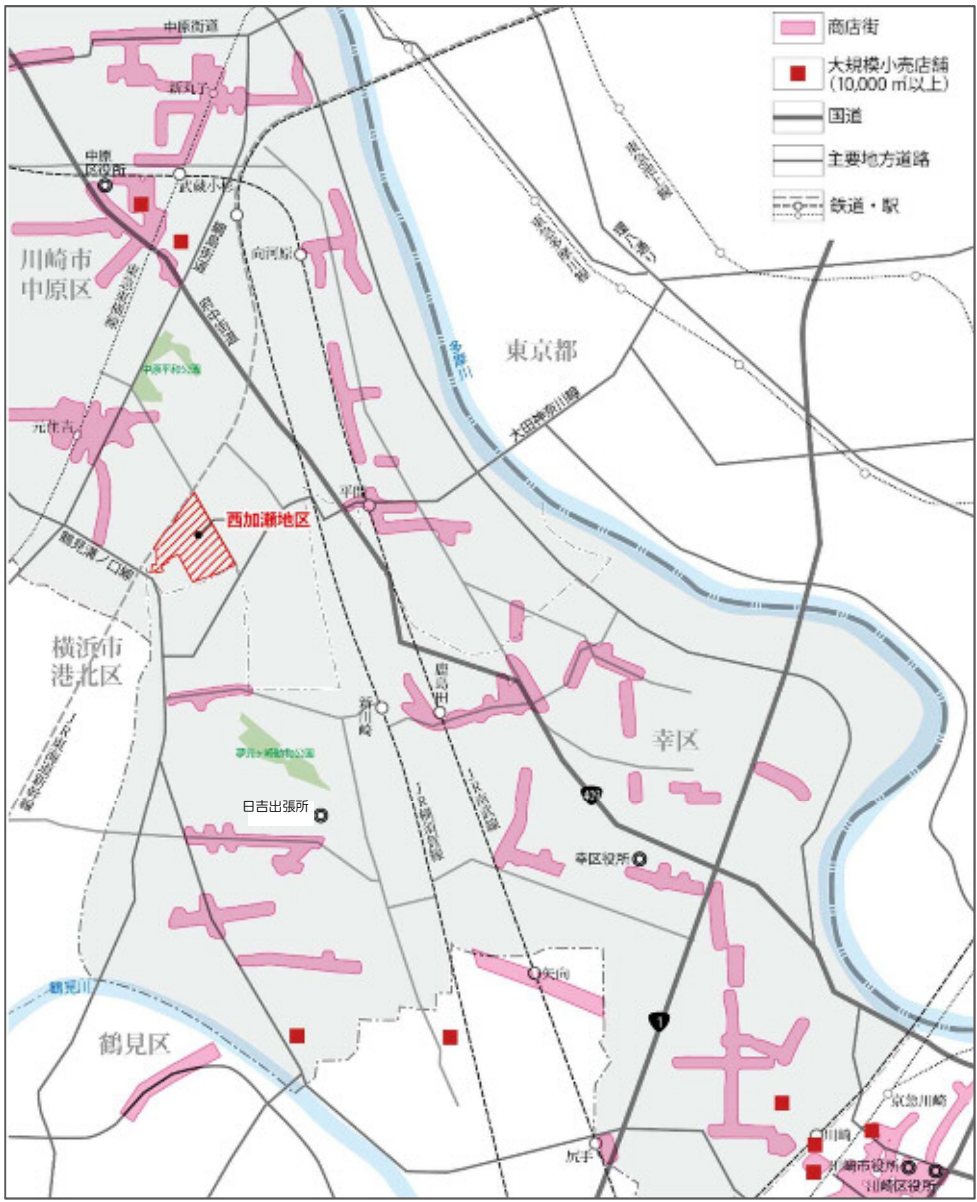 中原街道
新丸子
中原
区役所
武蔵小杉
向河原
川崎市
中原区
中原平和公園
元住吉
西加瀬地区
平間
横浜市
港北区
新川崎
鹿島田
夢見ヶ崎動物公園
日吉出張所
幸区
幸区役所
409
1
矢向
鶴見川
鶴見区
尻手
川崎
京急川崎
川崎市役所
川崎区役所
東京都
多摩川
大田神奈川線
商店街
大規模小売店舗
(10,000 ㎡以上)
国道
主要地方道路
鉄道・駅